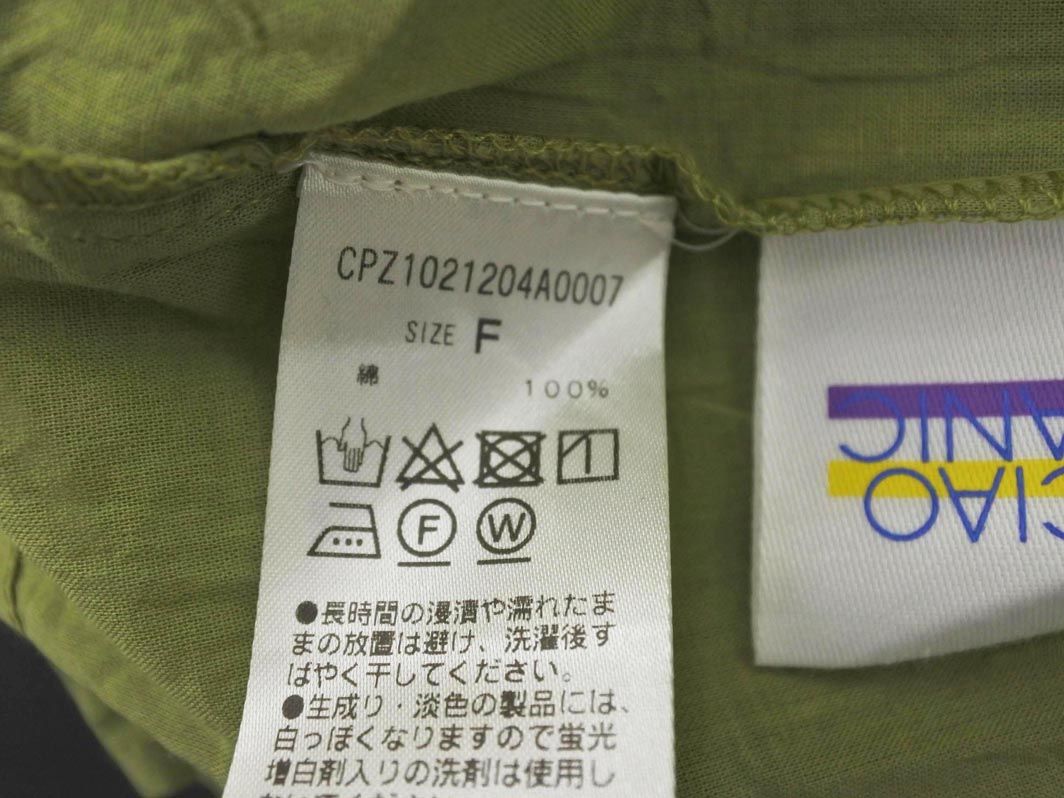 CPZ1021204A0007
SIZE F
綿 100%
F W
●長時間の浸漬や濡れたま
まの放置は避け、洗濯後す
ばやく干してください。
●生成り・淡色の製品には、
白っぽくなりますので蛍光
増白剤入りの洗剤は使用し
CIAO
ANIC